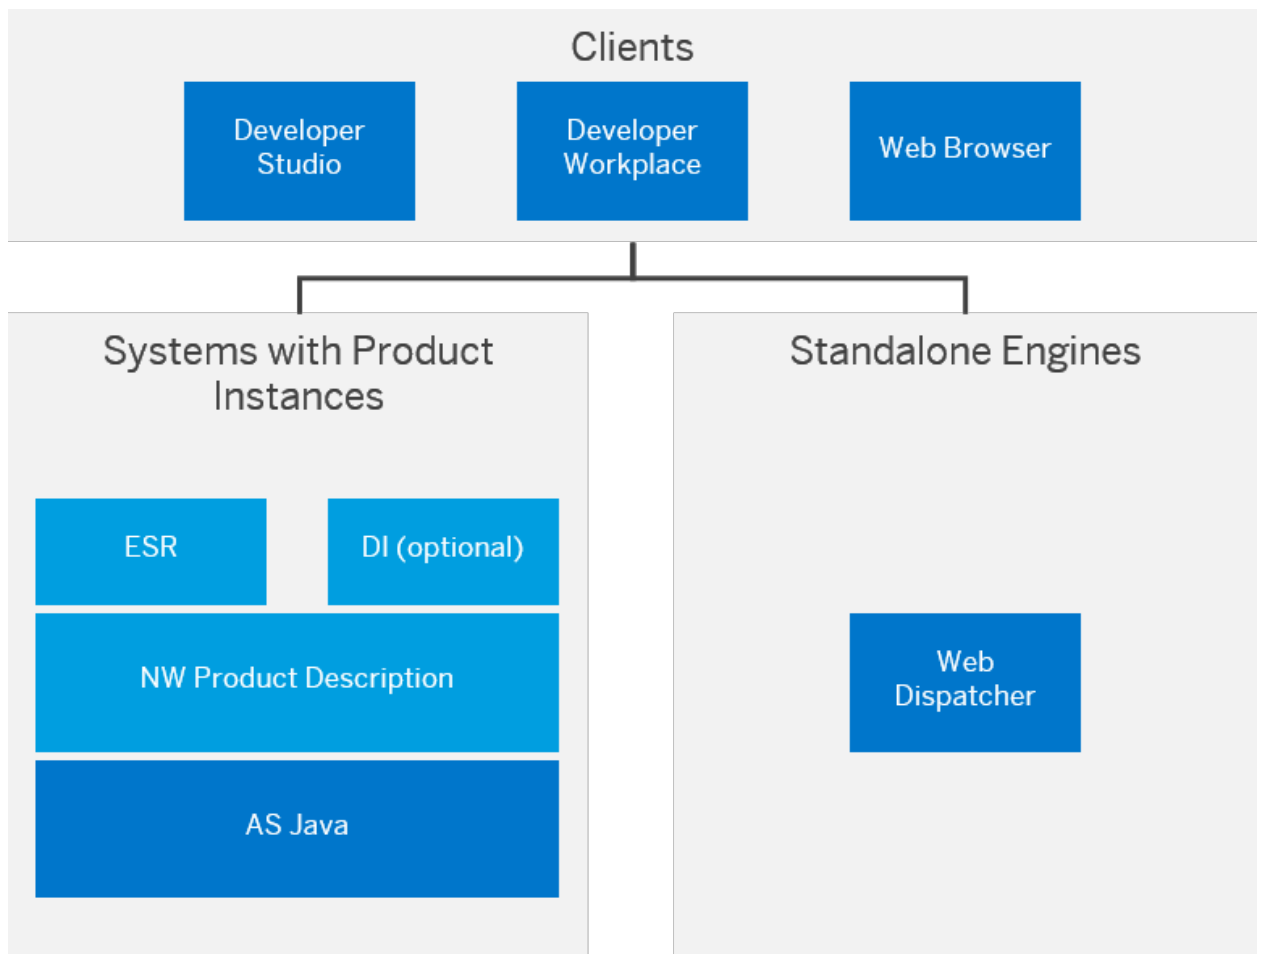 Clients
Developer
Studio
Developer
Workplace
Web Browser
Systems with Product
Instances
ESR
DI (optional)
NW Product Description
AS Java
Standalone Engines
Web
Dispatcher